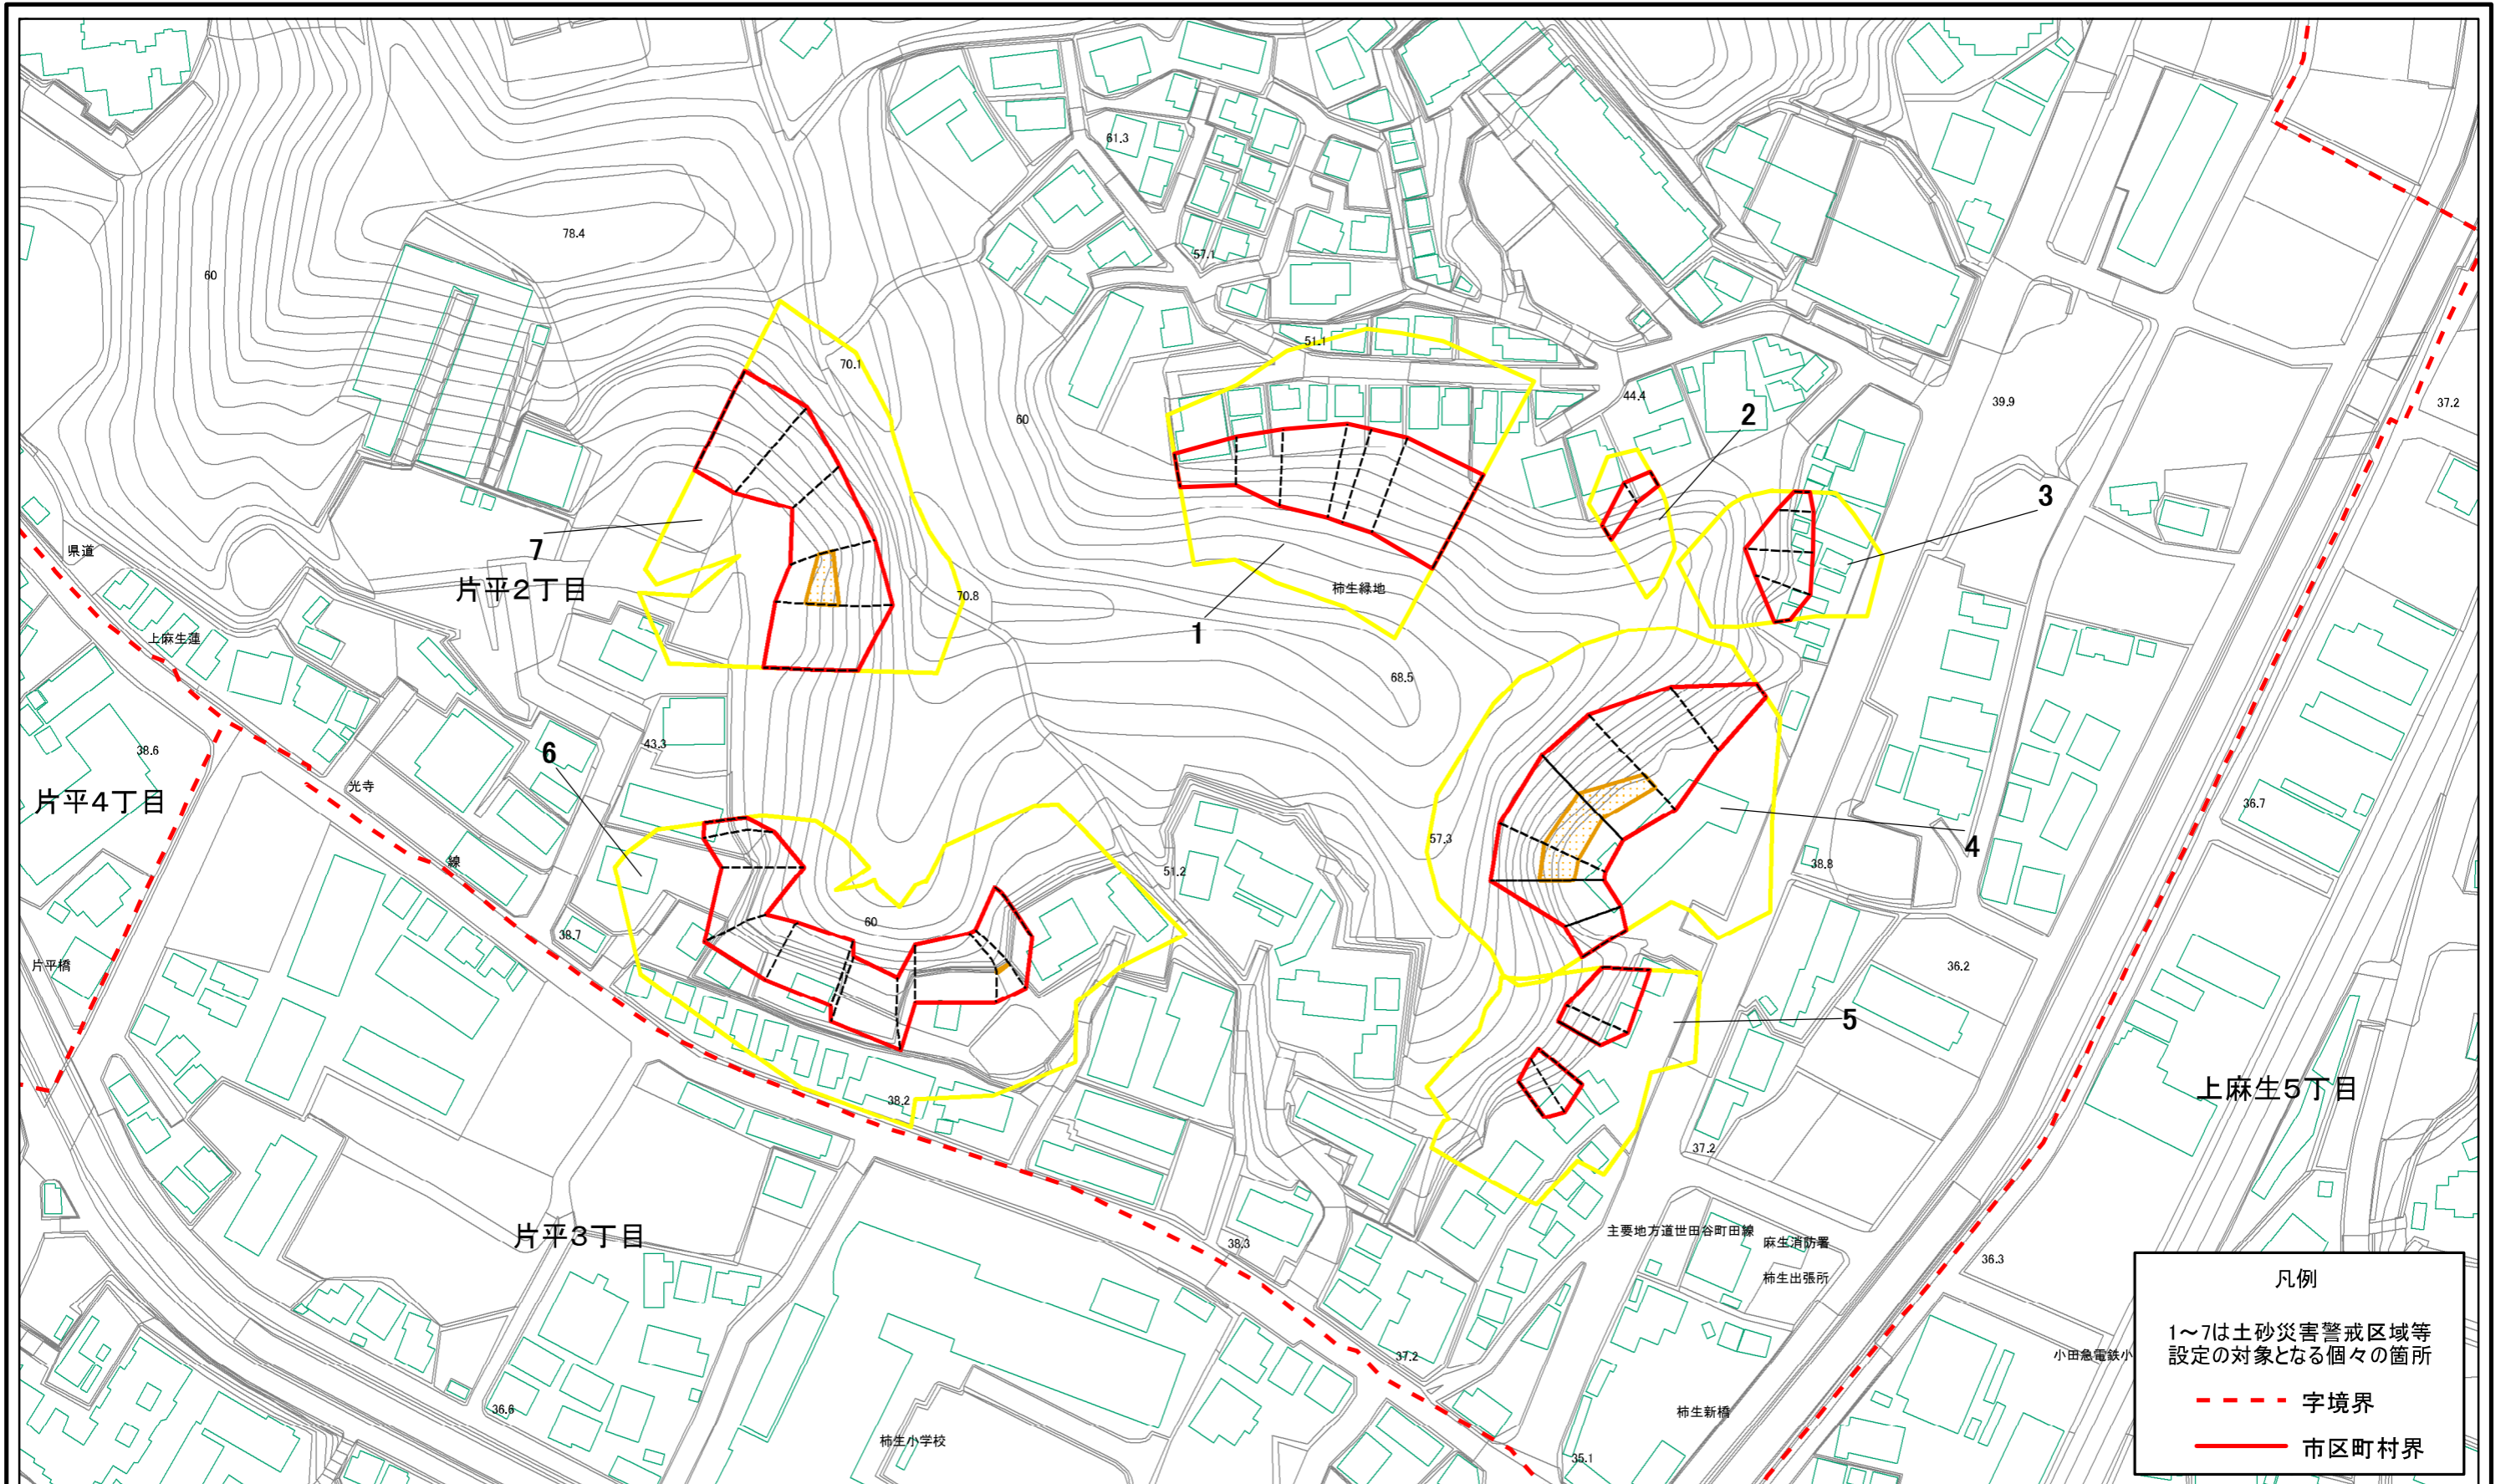 61.3
78.4
57.1
60
51.1
70.1
44.4
39.9
37.2
2
60
3
7
県道
片平2丁目
柿生緑地
70.8
1
上麻生蓮
68.5
38.6
43.3
6
光寺
片平4丁目
36.7
57.3
4
線
38.8
51.2
60
38.7
片平橋
36.2
5
上麻生5丁目
38.2
37.2
片平3丁目
主要地方道世田谷町田線
38.3
麻生消防署
36.3
柿生出張所
凡例
1～7は土砂災害警戒区域等
設定の対象となる個々の箇所
小田急電鉄小
37.2
字境界
36.6
柿生新橋
柿生小学校
市区町村界
35.1